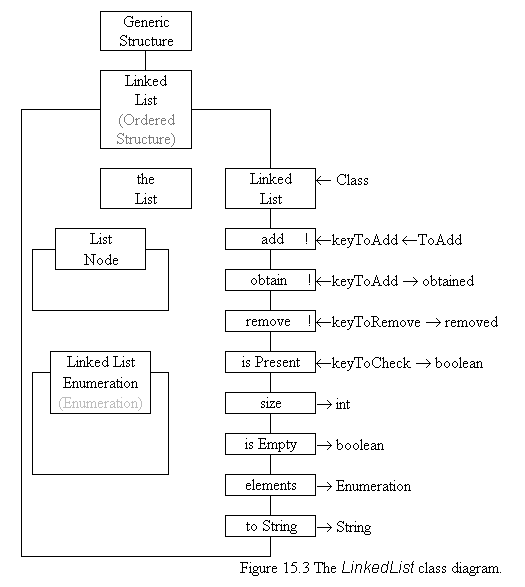 Generic
Structure
Linked
List
(Ordered
Structure)
the
List
Linked
List
← Class
List
Node
add ! ←keyToAdd ←ToAdd
obtain ! ←keyToAdd → obtained
remove ! ←keyToRemove → removed
Linked List
Enumeration
(Enumeration)
is Present ←keyToCheck → boolean
size → int
is Empty → boolean
elements → Enumeration
to String → String
Figure 15.3 The LinkedList class diagram.